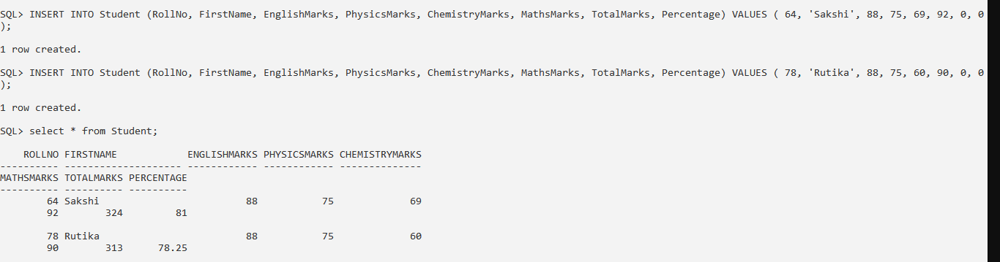 SQL> INSERT INTO Student (RollNo, FirstName, EnglishMarks, PhysicsMarks, ChemistryMarks, MathsMarks, TotalMarks, Percentage) VALUES ( 64, 'Sakshi', 88, 75, 69, 92, 0, 0
);
1 row created.
SQL> INSERT INTO Student (RollNo, FirstName, EnglishMarks, PhysicsMarks, ChemistryMarks, MathsMarks, TotalMarks, Percentage) VALUES ( 78, 'Rutika', 88, 75, 60, 90, 0, 0
);
1 row created.
SQL> select * from Student;
    ROLLNO FIRSTNAME            ENGLISHMARKS PHYSICSMARKS CHEMISTRYMARKS
---------- -------------------- ------------ ------------ --------------
MATHSMARKS TOTALMARKS PERCENTAGE
---------- ---------- ----------
        64 Sakshi                         88           75             69
        92        324         81
        78 Rutika                         88           75             60
        90        313      78.25